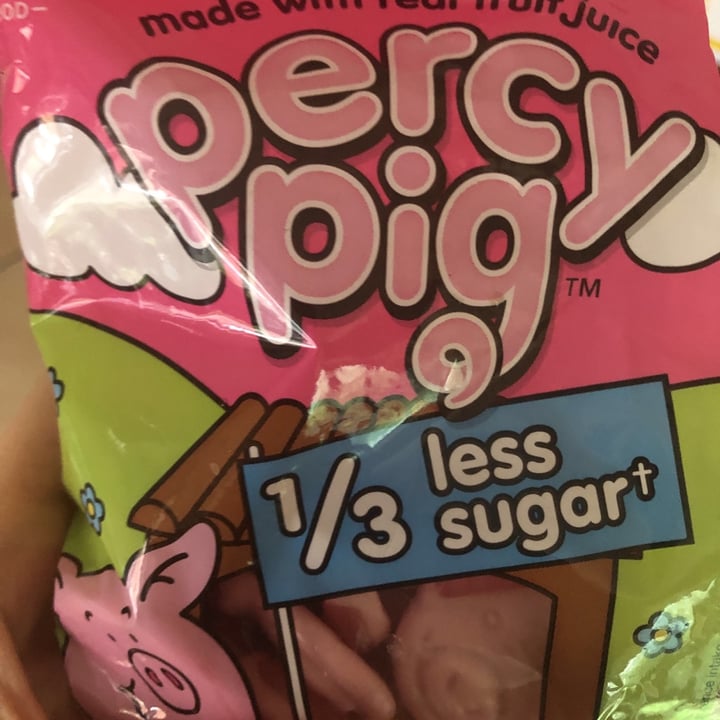 made with real fruit juice
percy
pig
TM
1/3 less
sugar†